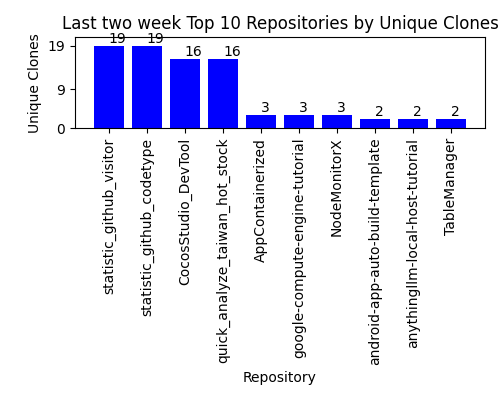 Last two week Top 10 Repositories by Unique Clones
Unique Clones
19
9
0
19
19
16
16
3
3
3
2
2
2
statistic_github_visitor
statistic_github_codetype
CocosStudio_DevTool
quick_analyze_taiwan_hot_stock
AppContainerized
google-compute-engine-tutorial
NodeMonitorX
android-app-auto-build-template
anythingllm-local-host-tutorial
TableManager
Repository